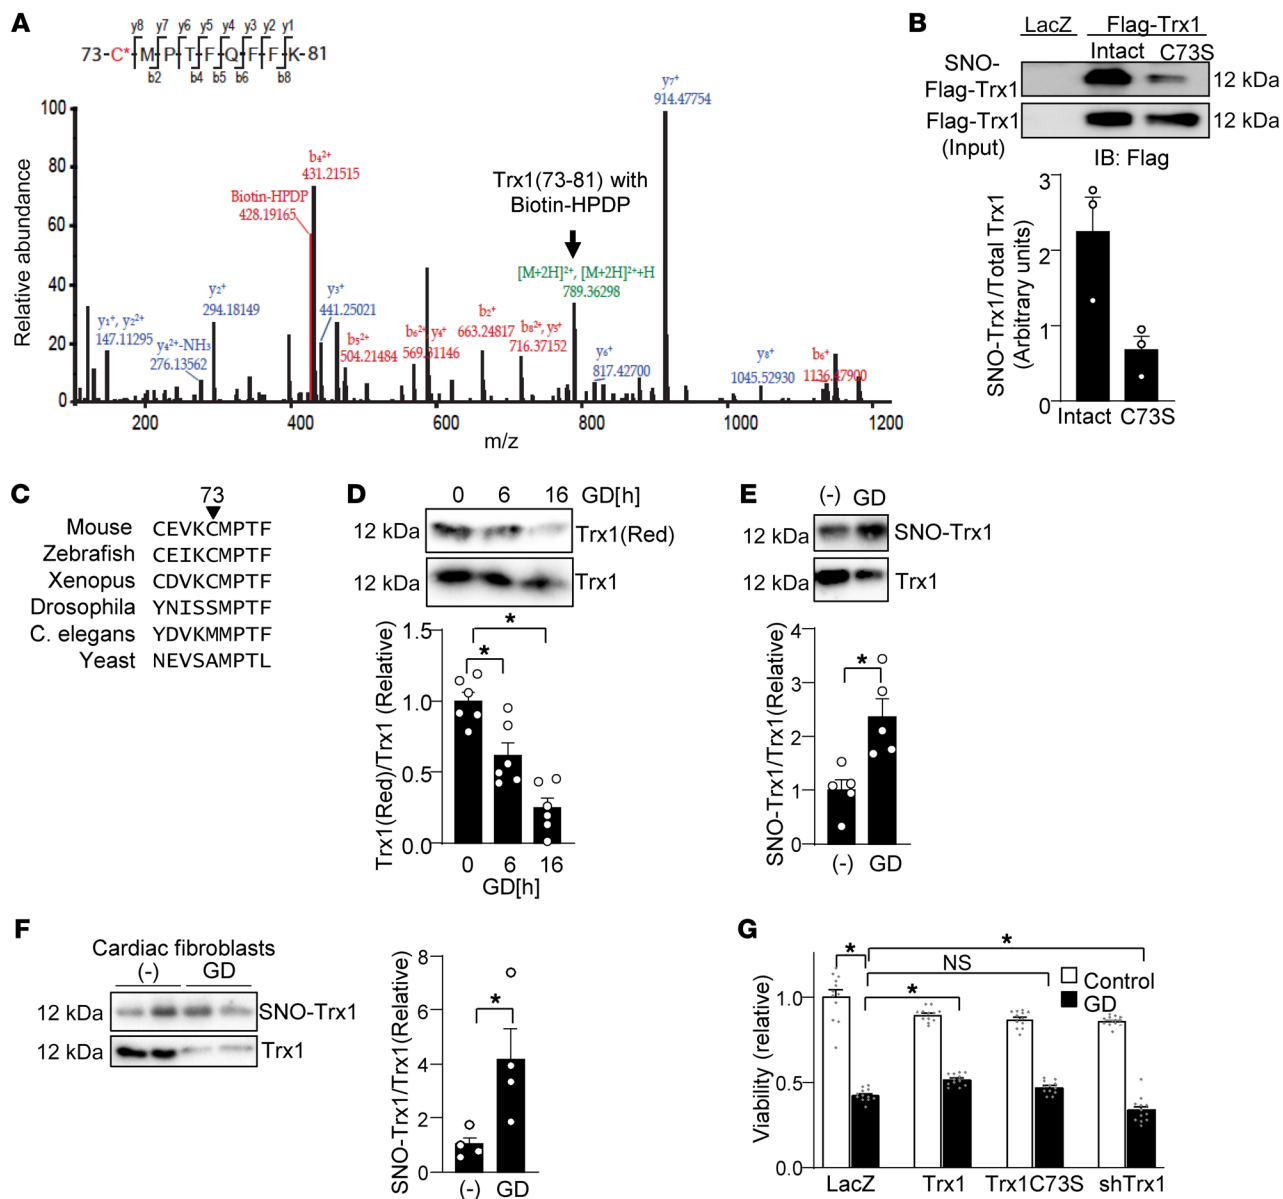 A
y8 y7 y6 y5 y4 y3 y2 y1
73-C*MPTFQFFK-81
b2 b4 b5 b6 b8
Relative abundance
100
80
60
40
20
0
200 400 600 800 1000 1200
m/z
y₇⁺
914.47754
b₄²⁺
431.21515
Biotin-HPDP
428.19165
Trx1(73-81) with
Biotin-HPDP
[M+2H]²⁺, [M+2H]²⁺+H
789.36298
y₂⁺
294.18149
y₃⁺
441.25021
y₁⁺, y₂²⁺
147.11295
y₄²⁺-NH₃
276.13562
b₅²⁺
504.21484
b₆²⁺ y₄⁺
569.31146
b₂⁺
663.24817
b₈²⁺, y₅⁺
716.37152
y₆⁺
817.42700
y₈⁺
1045.52930
b₆⁺
1136.47900
B
LacZ Flag-Trx1
Intact C73S
SNO-
Flag-Trx1
12 kDa
Flag-Trx1
(Input)
12 kDa
IB: Flag
SNO-Trx1/Total Trx1
(Arbitrary units)
3
2
1
0
Intact C73S
C
73
Mouse CEVKCMPTF
Zebrafish CEIKCMPTF
Xenopus CDVKCMPTF
Drosophila YNISSMPTF
C. elegans YDVKMMPTF
Yeast NEVSAMPTL
D
0 6 16 GD[h]
12 kDa Trx1(Red)
12 kDa Trx1
Trx1(Red)/Trx1 (Relative)
1.5
1.0
0.5
0.0
* *
0 6 16
GD[h]
E
(-) GD
12 kDa SNO-Trx1
12 kDa Trx1
SNO-Trx1/Trx1(Relative)
4
3
2
1
0
*
(-) GD
F
Cardiac fibroblasts
(-) GD
12 kDa SNO-Trx1
12 kDa Trx1
SNO-Trx1/Trx1(Relative)
8
6
4
2
0
*
(-) GD
G
Viability (relative)
1.0
0.5
0.0
* *
NS
*
Control
GD
LacZ Trx1 Trx1C73S shTrx1